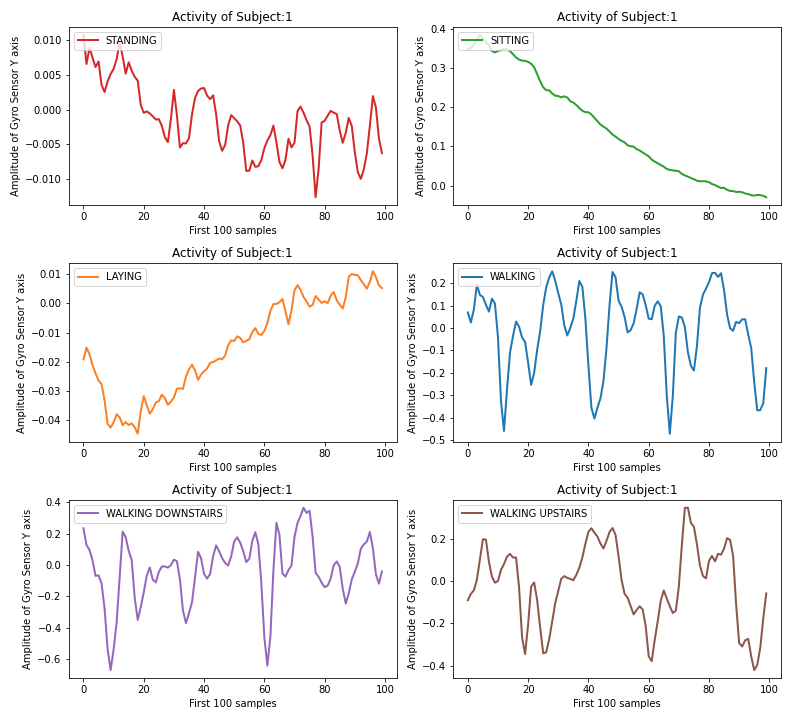 Activity of Subject:1
Amplitude of Gyro Sensor Y axis
STANDING
0.010
0.005
0.000
−0.005
−0.010
0 20 40 60 80 100
First 100 samples
Activity of Subject:1
Amplitude of Gyro Sensor Y axis
SITTING
0.4
0.3
0.2
0.1
0.0
0 20 40 60 80 100
First 100 samples
Activity of Subject:1
Amplitude of Gyro Sensor Y axis
LAYING
0.01
0.00
−0.01
−0.02
−0.03
−0.04
0 20 40 60 80 100
First 100 samples
Activity of Subject:1
Amplitude of Gyro Sensor Y axis
WALKING
0.2
0.1
0.0
−0.1
−0.2
−0.3
−0.4
−0.5
0 20 40 60 80 100
First 100 samples
Activity of Subject:1
Amplitude of Gyro Sensor Y axis
WALKING DOWNSTAIRS
0.4
0.2
0.0
−0.2
−0.4
−0.6
0 20 40 60 80 100
First 100 samples
Activity of Subject:1
Amplitude of Gyro Sensor Y axis
WALKING UPSTAIRS
0.2
0.0
−0.2
−0.4
0 20 40 60 80 100
First 100 samples